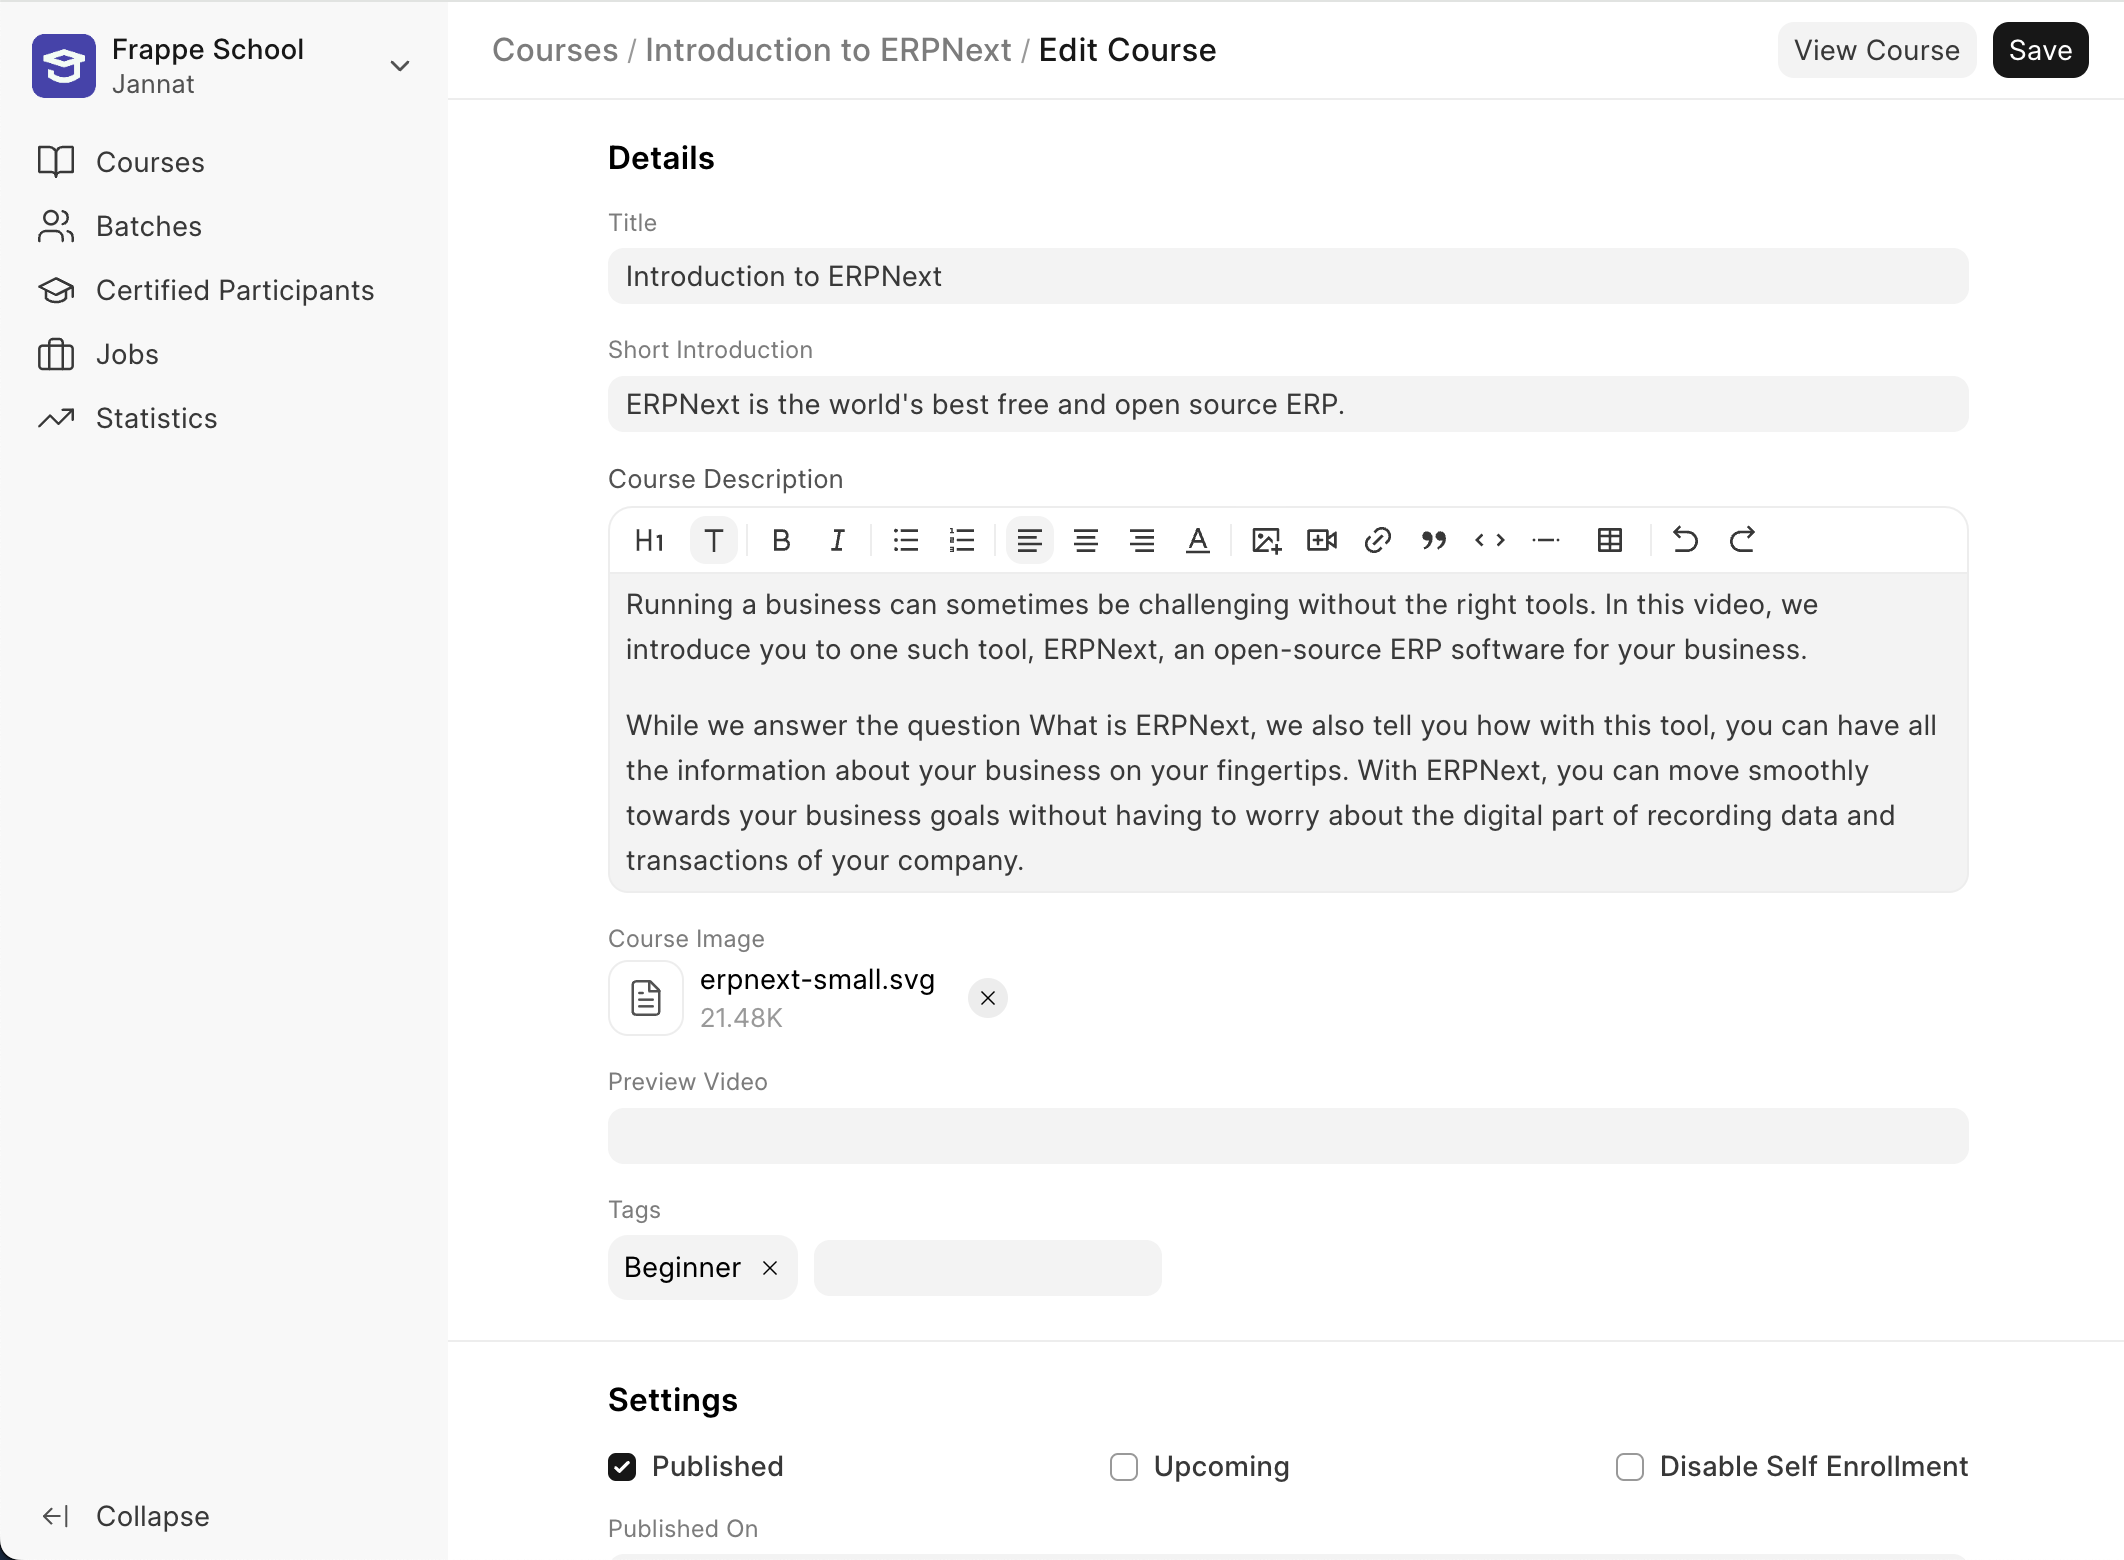 Frappe School
Jannat
Courses
Batches
Certified Participants
Jobs
Statistics
Collapse
Courses / Introduction to ERPNext / Edit Course
View Course
Save
Details
Title
Introduction to ERPNext
Short Introduction
ERPNext is the world's best free and open source ERP.
Course Description
H1 T B I A
Running a business can sometimes be challenging without the right tools. In this video, we
introduce you to one such tool, ERPNext, an open-source ERP software for your business.
While we answer the question What is ERPNext, we also tell you how with this tool, you can have all
the information about your business on your fingertips. With ERPNext, you can move smoothly
towards your business goals without having to worry about the digital part of recording data and
transactions of your company.
Course Image
erpnext-small.svg
21.48K
Preview Video
Tags
Beginner
Settings
Published
Upcoming
Disable Self Enrollment
Published On